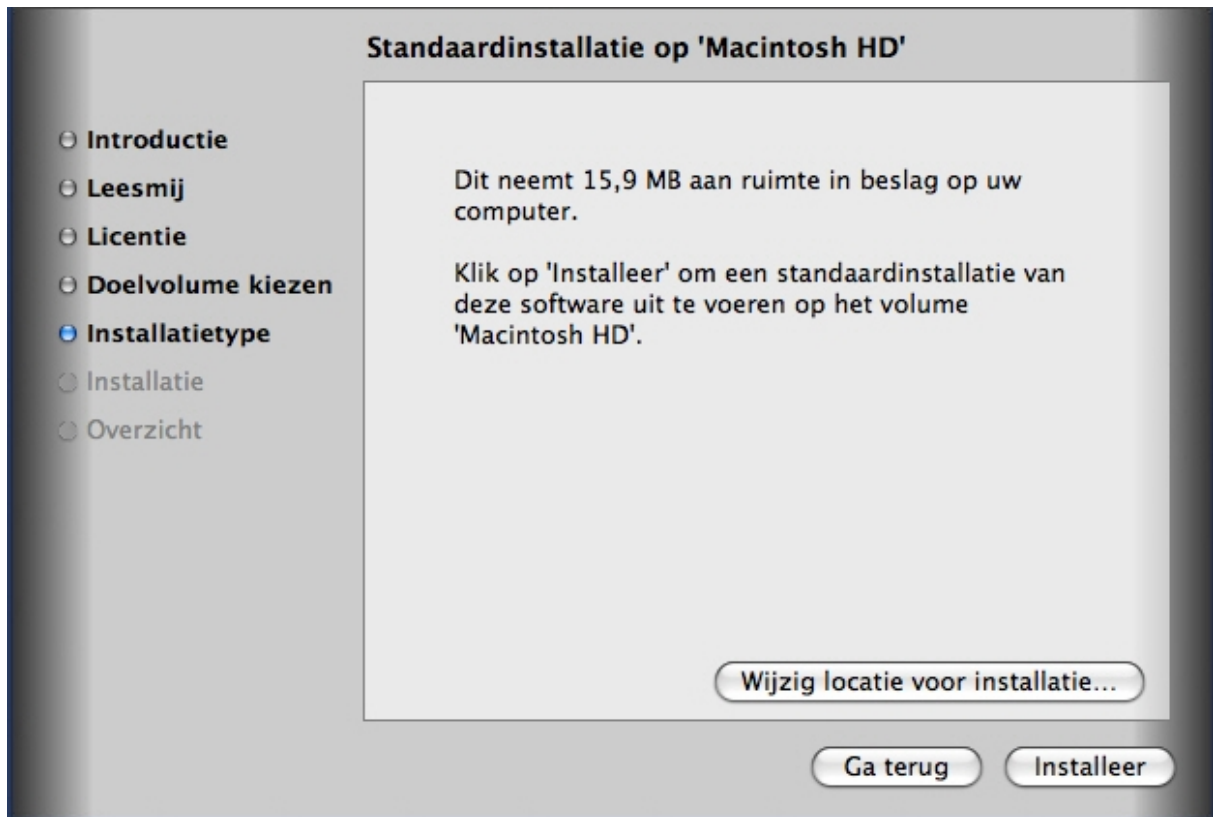 Standaardinstallatie op 'Macintosh HD'
Introductie
Leesmij
Licentie
Doelvolume kiezen
Installatietype
Installatie
Overzicht
Dit neemt 15,9 MB aan ruimte in beslag op uw
computer.
Klik op 'Installeer' om een standaardinstallatie van
deze software uit te voeren op het volume
'Macintosh HD'.
Wijzig locatie voor installatie...
Ga terug
Installeer